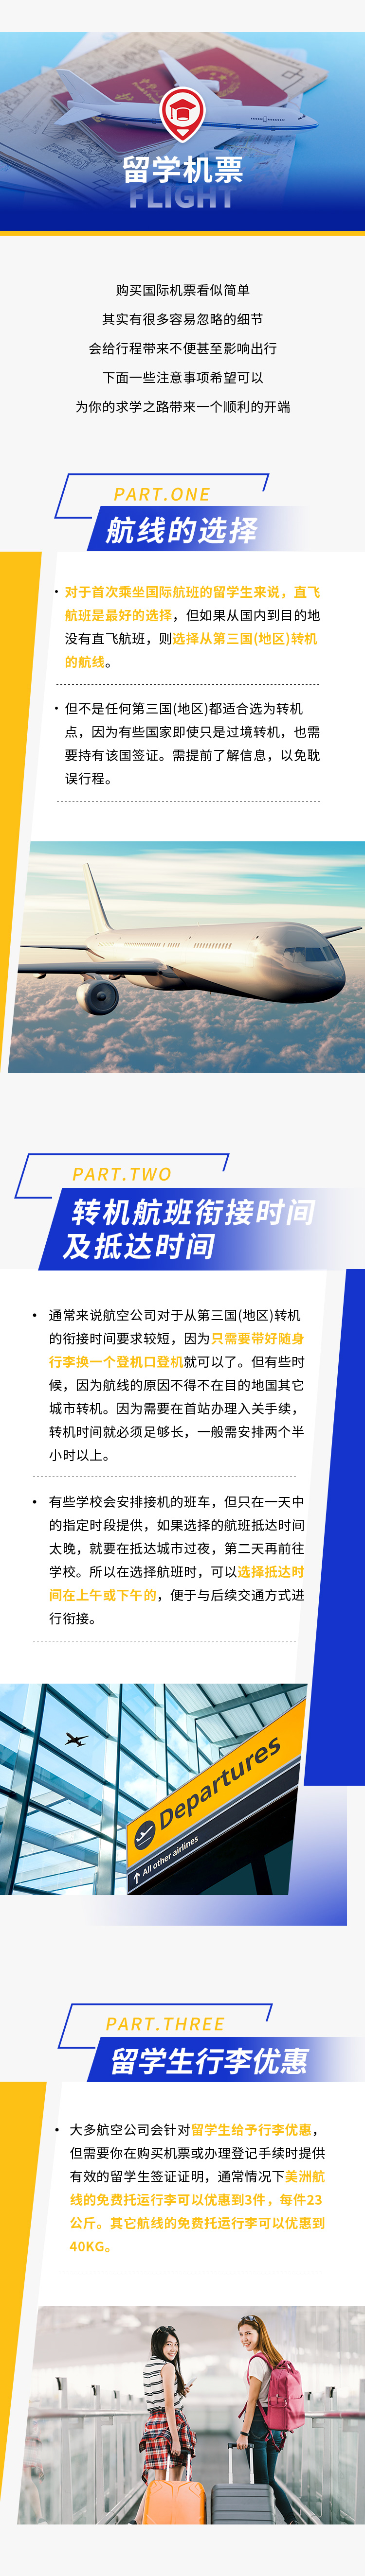 留学机票
FLIGHT
购买国际机票看似简单
其实有很多容易忽略的细节
会给行程带来不便甚至影响出行
下面一些注意事项希望可以
为你的求学之路带来一个顺利的开端
PART.ONE
航线的选择
• 对于首次乘坐国际航班的留学生来说，直飞
航班是最好的选择，但如果从国内到目的地
没有直飞航班，则选择从第三国(地区)转机
的航线。
• 但不是任何第三国(地区)都适合选为转机
点，因为有些国家即使只是过境转机，也需
要持有该国签证。需提前了解信息，以免耽
误行程。
PART.TWO
转机航班衔接时间
及抵达时间
• 通常来说航空公司对于从第三国(地区)转机
的衔接时间要求较短，因为只需要带好随身
行李换一个登机口登机就可以了。但有些时
候，因为航线的原因不得不在目的地国其它
城市转机。因为需要在首站办理入关手续，
转机时间就必须足够长，一般需安排两个半
小时以上。
• 有些学校会安排接机的班车，但只在一天中
的指定时段提供，如果选择的航班抵达时间
太晚，就要在抵达城市过夜，第二天再前往
学校。所以在选择航班时，可以选择抵达时
间在上午或下午的，便于与后续交通方式进
行衔接。
Departures
All other airlines
PART.THREE
留学生行李优惠
• 大多航空公司会针对留学生给予行李优惠，
但需要你在购买机票或办理登记手续时提供
有效的留学生签证证明，通常情况下美洲航
线的免费托运行李可以优惠到3件，每件23
公斤。其它航线的免费托运行李可以优惠到
40KG。